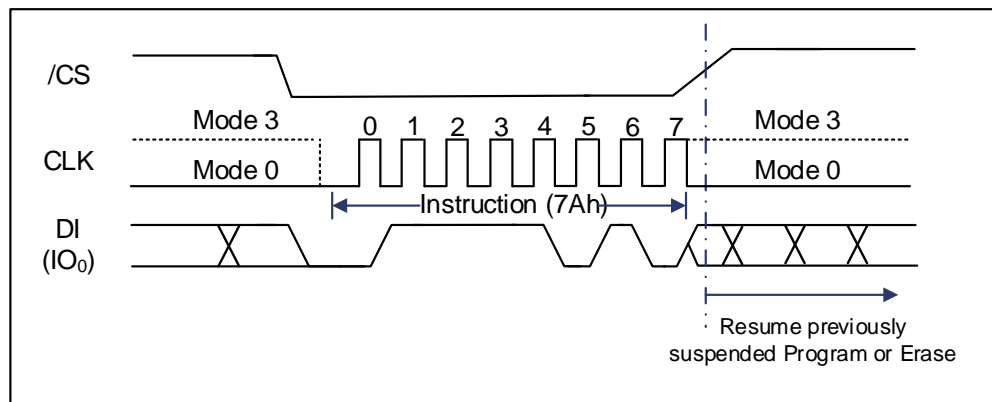 /CS
Mode 3
0 1 2 3 4 5 6 7
Mode 3
CLK
Mode 0
Mode 0
Instruction (7Ah)
DI
(IO₀)
Resume previously
suspended Program or Erase